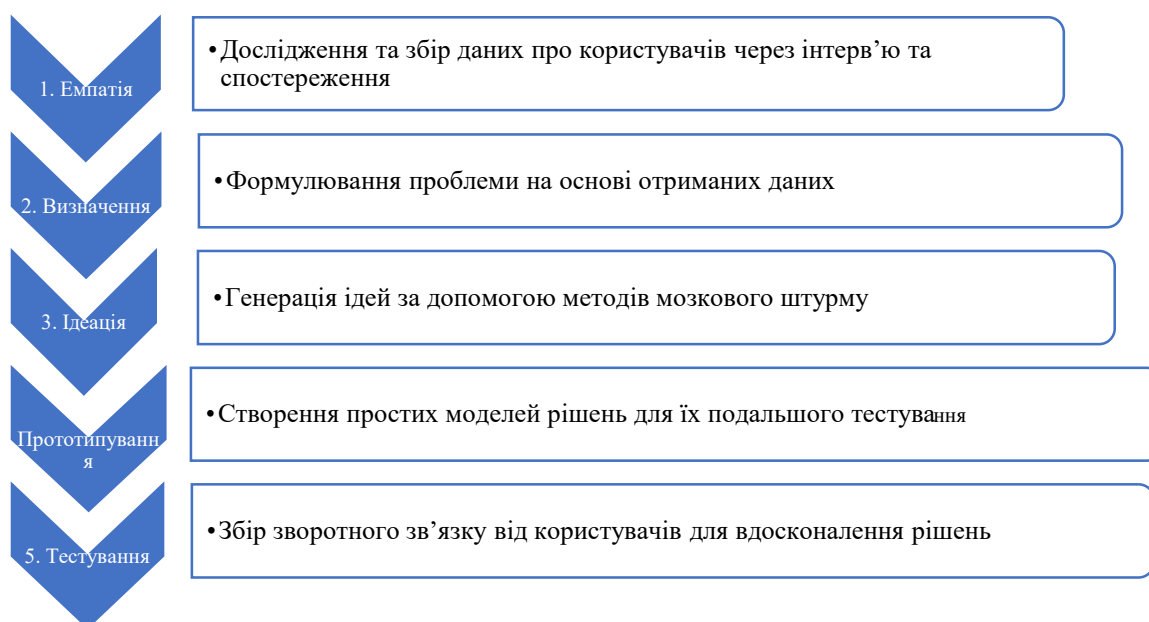 1. Емпатія
•Дослідження та збір даних про користувачів через інтерв’ю та
спостереження
2. Визначення
•Формулювання проблеми на основі отриманих даних
3. Ідеація
•Генерація ідей за допомогою методів мозкового штурму
Прототипуванн
я
•Створення простих моделей рішень для їх подальшого тестування
5. Тестування
•Збір зворотного зв’язку від користувачів для вдосконалення рішень